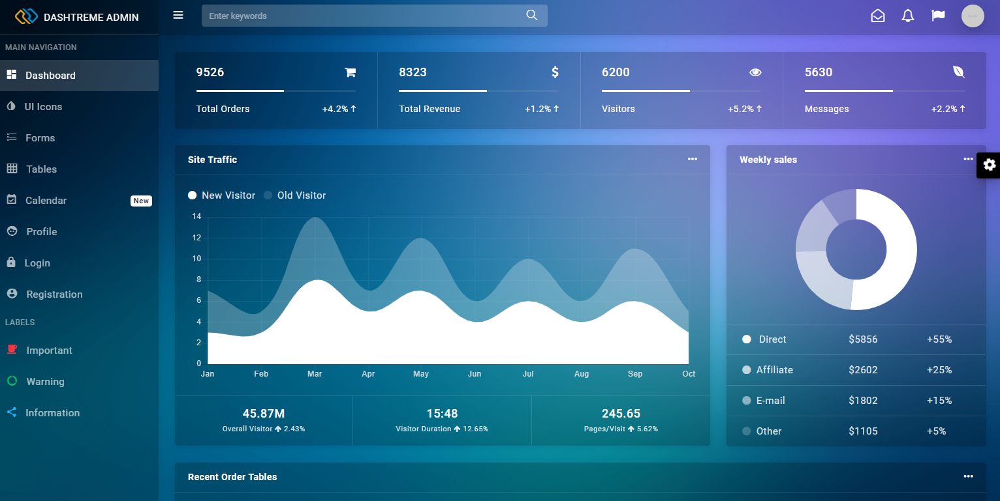 DASHTREME ADMIN
Enter keywords
MAIN NAVIGATION
Dashboard
UI Icons
Forms
Tables
Calendar New
Profile
Login
Registration
LABELS
Important
Warning
Information
9526
Total Orders +4.2%
8323
Total Revenue +1.2%
6200
Visitors +5.2%
5630
Messages +2.2%
Site Traffic
New Visitor Old Visitor
14
12
10
8
6
4
2
0
Jan Feb Mar Apr May Jun Jul Aug Sep Oct
45.87M
Overall Visitor 2.43%
15:48
Visitor Duration 12.65%
245.65
Pages/Visit 5.62%
Weekly sales
Direct $5856 +55%
Affiliate $2602 +25%
E-mail $1802 +15%
Other $1105 +5%
Recent Order Tables